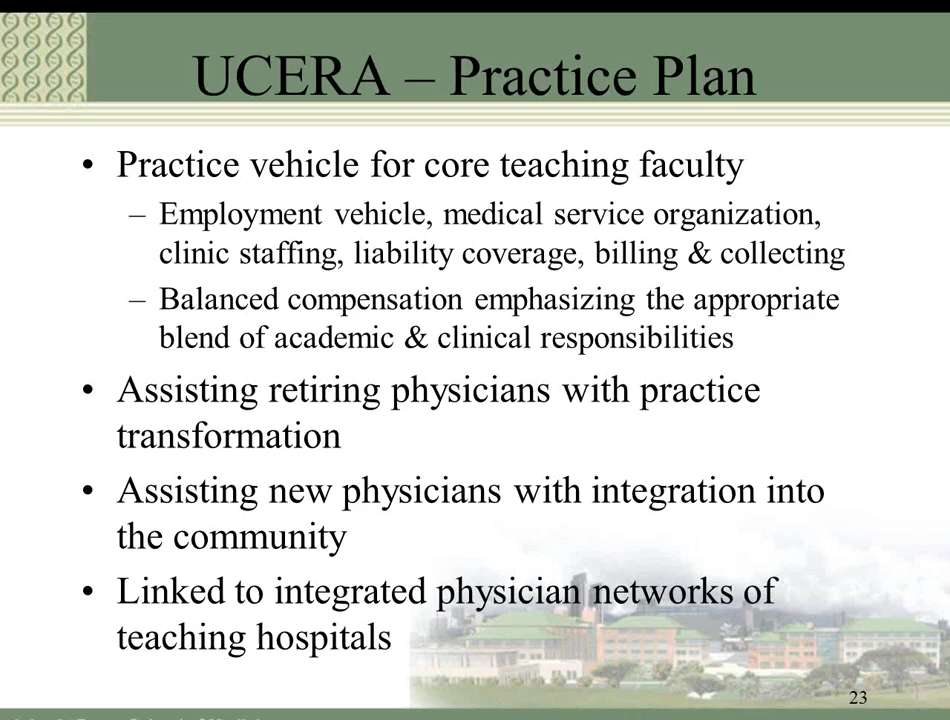 UCERA – Practice Plan
• Practice vehicle for core teaching faculty
– Employment vehicle, medical service organization,
clinic staffing, liability coverage, billing & collecting
– Balanced compensation emphasizing the appropriate
blend of academic & clinical responsibilities
• Assisting retiring physicians with practice
transformation
• Assisting new physicians with integration into
the community
• Linked to integrated physician networks of
teaching hospitals
23